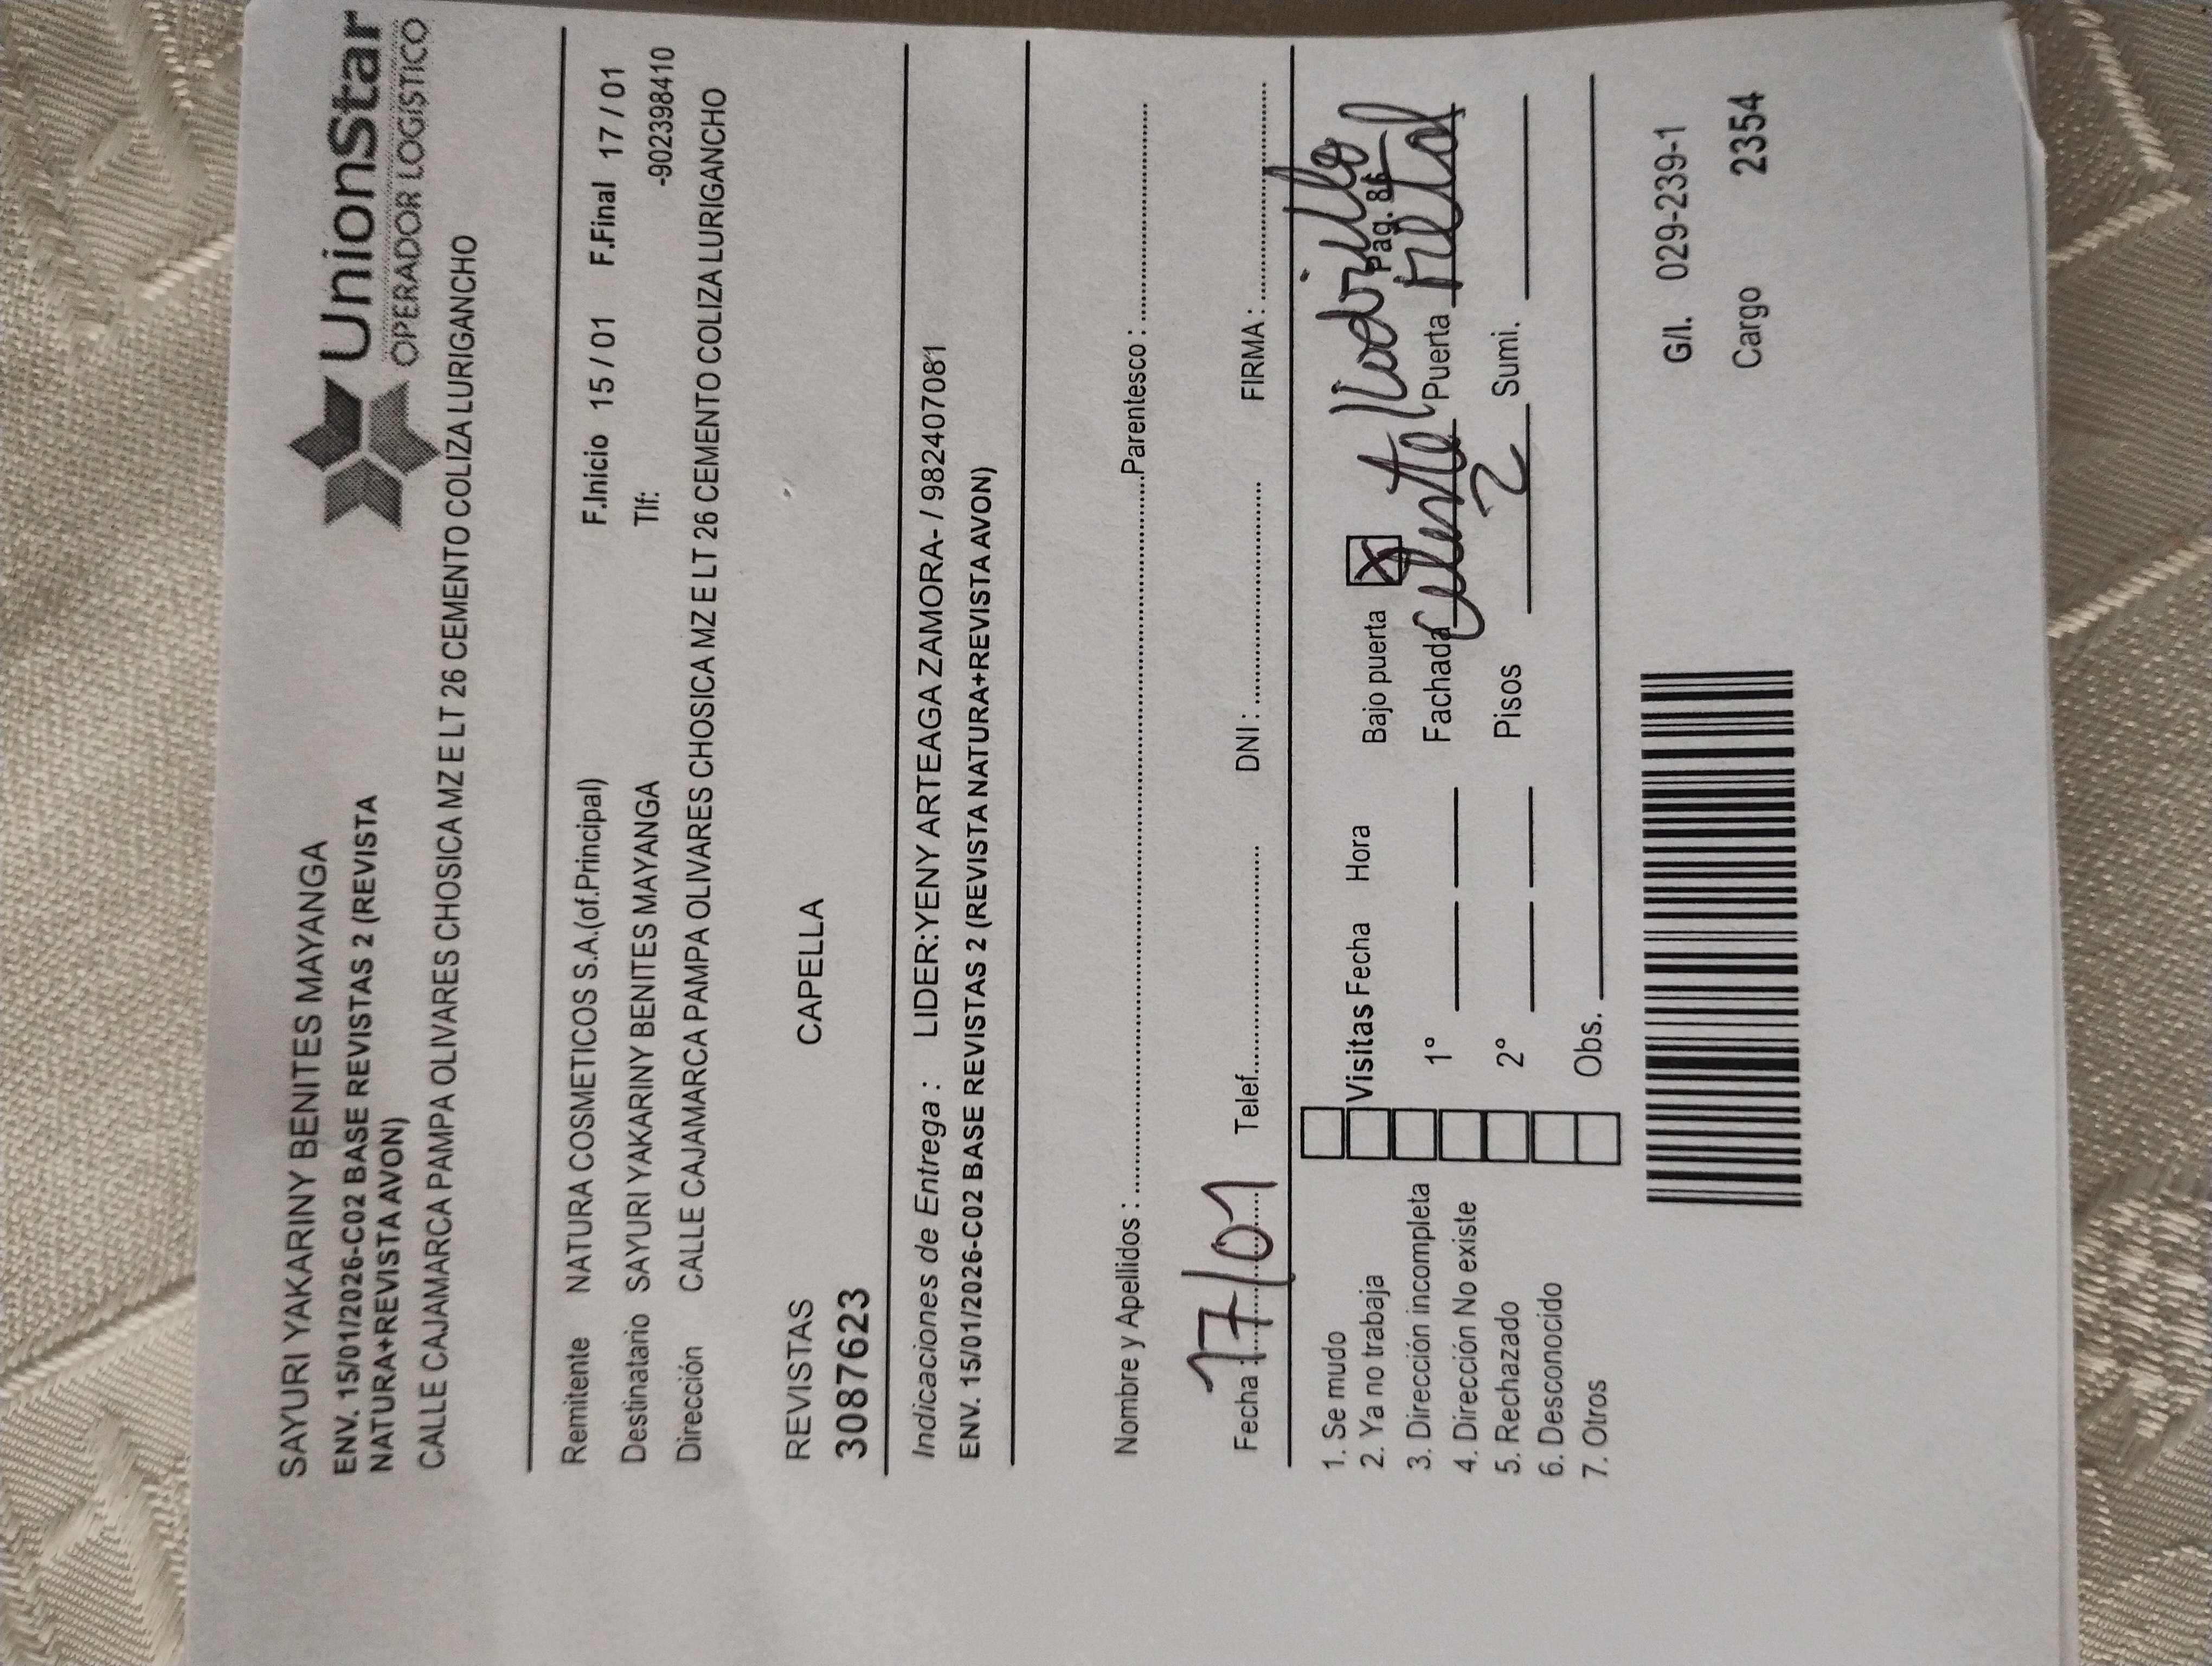 SAYURI YAKARINY BENITES MAYANGA
ENV. 15/01/2026-C02 BASE REVISTAS 2 (REVISTA
NATURA+REVISTA AVON)
CALLE CAJAMARCA PAMPA OLIVARES CHOSICA MZ E LT 26 CEMENTO COLIZA LURIGANCHO
UnionStar
OPERADOR LOGISTICO
Remitente NATURA COSMETICOS S.A.(of.Principal) F.Inicio 15 / 01 F.Final 17 / 01
Destinatario SAYURI YAKARINY BENITES MAYANGA Tlf: -902398410
Dirección CALLE CAJAMARCA PAMPA OLIVARES CHOSICA MZ E LT 26 CEMENTO COLIZA LURIGANCHO
REVISTAS CAPELLA
3087623
Indicaciones de Entrega : LIDER:YENY ARTEAGA ZAMORA- / 982407081
ENV. 15/01/2026-C02 BASE REVISTAS 2 (REVISTA NATURA+REVISTA AVON)
Nombre y Apellidos : Parentesco :
Fecha : 17/01 Telef. DNI : FIRMA :
1. Se mudo
2. Ya no trabaja
3. Dirección incompleta
4. Dirección No existe
5. Rechazado
6. Desconocido
7. Otros
Visitas Fecha Hora
1°
2°
Obs.
Bajo puerta X ladrillo
Pag. 86
Fachada Puerta metal
Pisos 2 Sumi.
G/I. 029-239-1
Cargo 2354